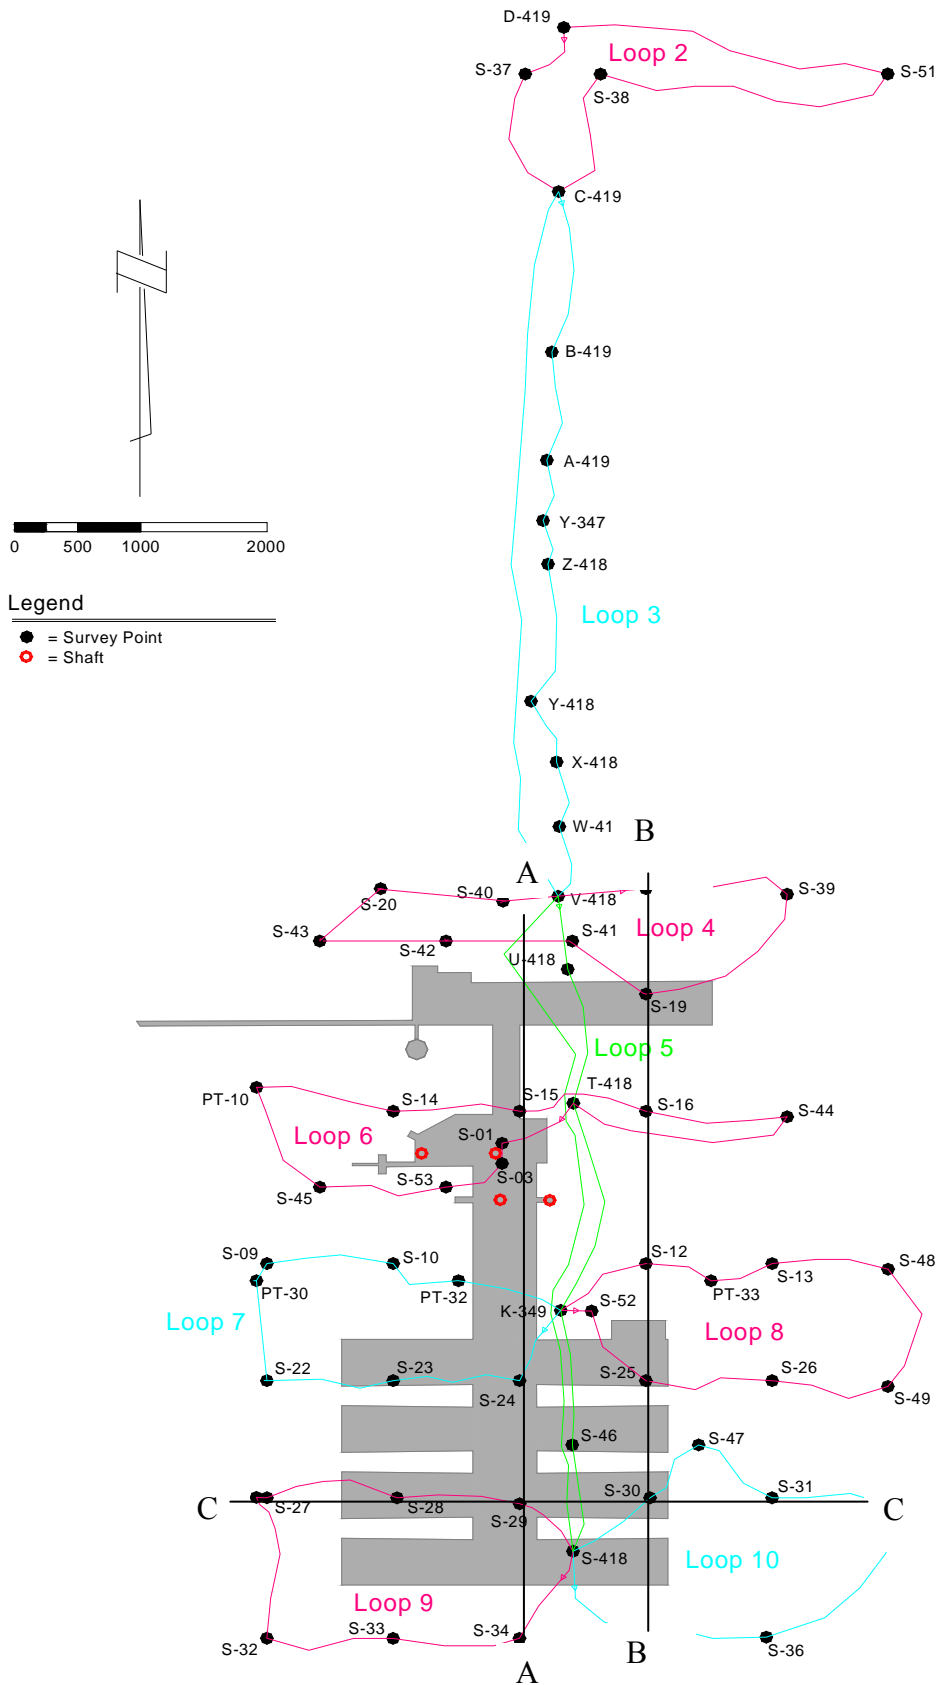 D-419
Loop 2
S-37
S-38
S-51
C-419
B-419
A-419
Y-347
Z-418
0 500 1000 2000
Legend
= Survey Point
= Shaft
Loop 3
Y-418
X-418
W-41
B
A
S-20
S-40
V-418
S-39
S-43
S-42
S-41
Loop 4
U-418
S-19
Loop 5
PT-10
S-14
S-15
T-418
S-16
S-44
Loop 6
S-01
S-03
S-45
S-53
S-09
S-10
S-12
S-13
S-48
PT-30
PT-32
PT-33
Loop 7
K-349
S-52
Loop 8
S-22
S-23
S-24
S-25
S-26
S-49
S-46
S-47
C
S-27
S-28
S-29
S-30
S-31
C
S-418
Loop 10
Loop 9
S-32
S-33
S-34
S-36
A
B